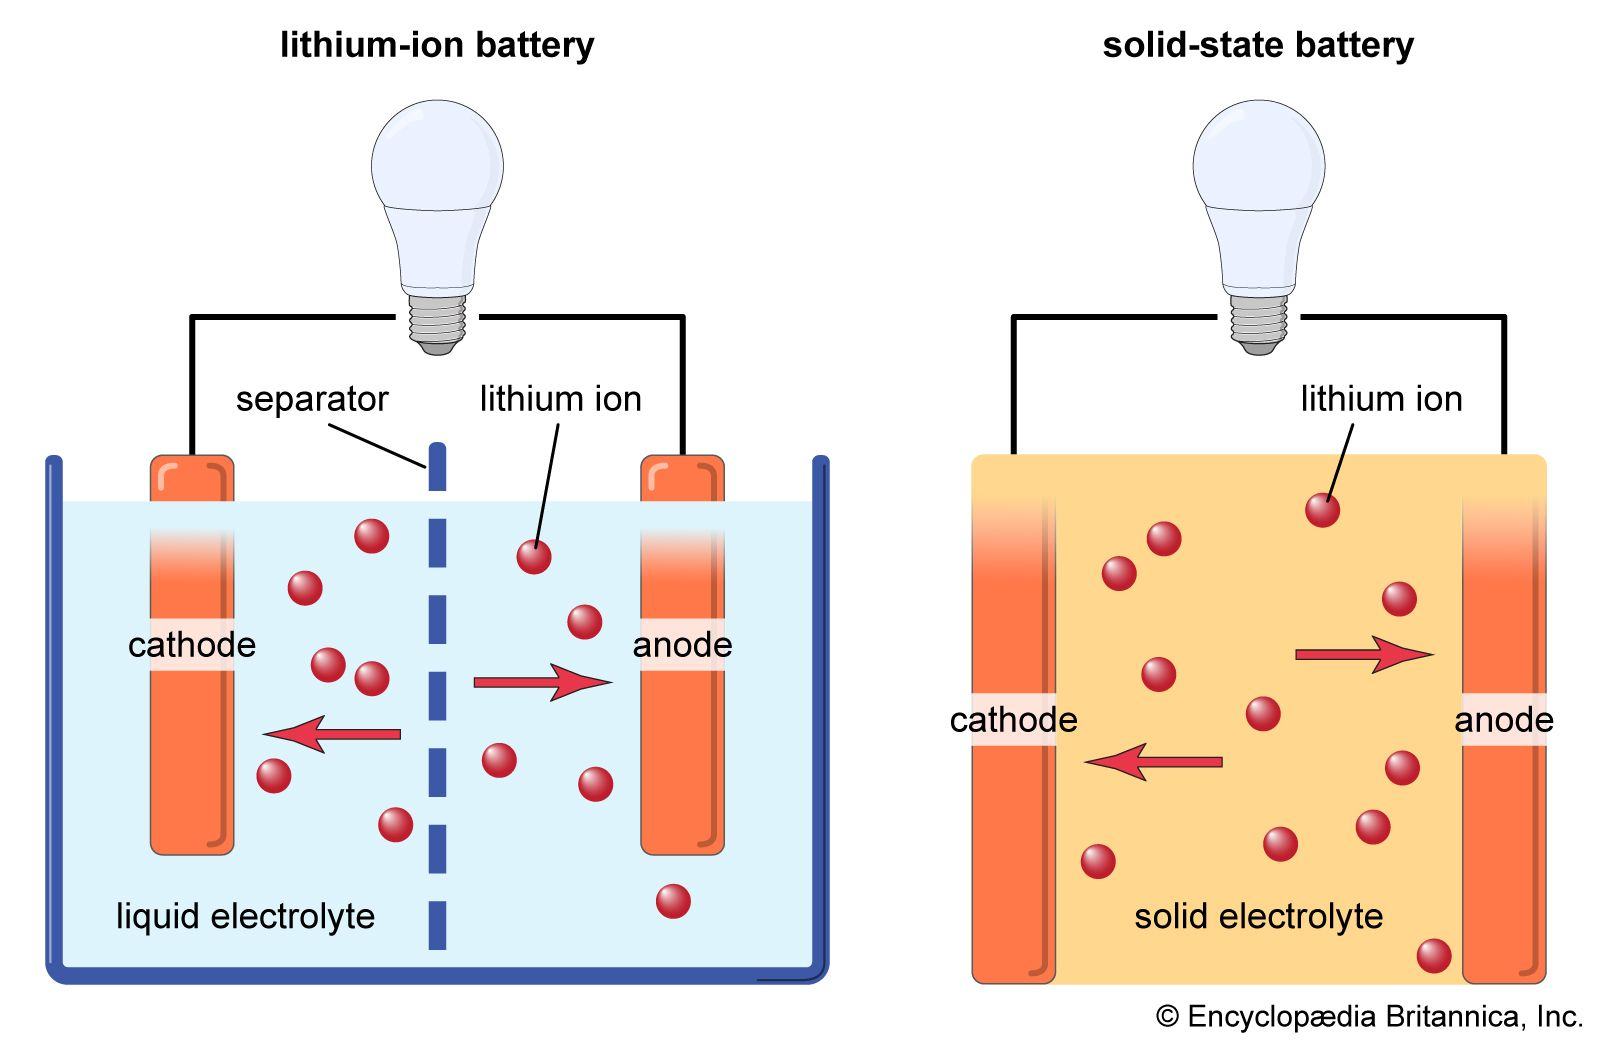 lithium-ion battery
solid-state battery
separator
lithium ion
lithium ion
cathode
anode
cathode
anode
liquid electrolyte
solid electrolyte
© Encyclopædia Britannica, Inc.